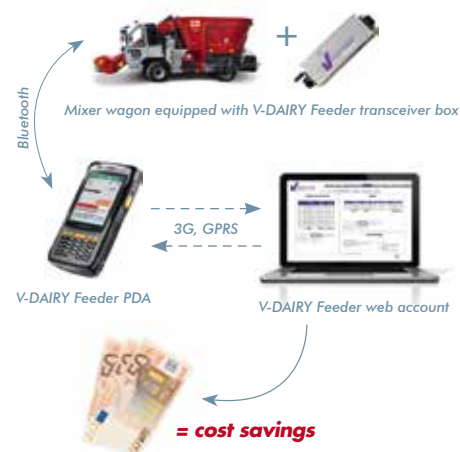 +
Bluetooth
Mixer wagon equipped with V-DAIRY Feeder transceiver box
3G, GPRS
V-DAIRY Feeder PDA
V-DAIRY Feeder web account
50
= cost savings